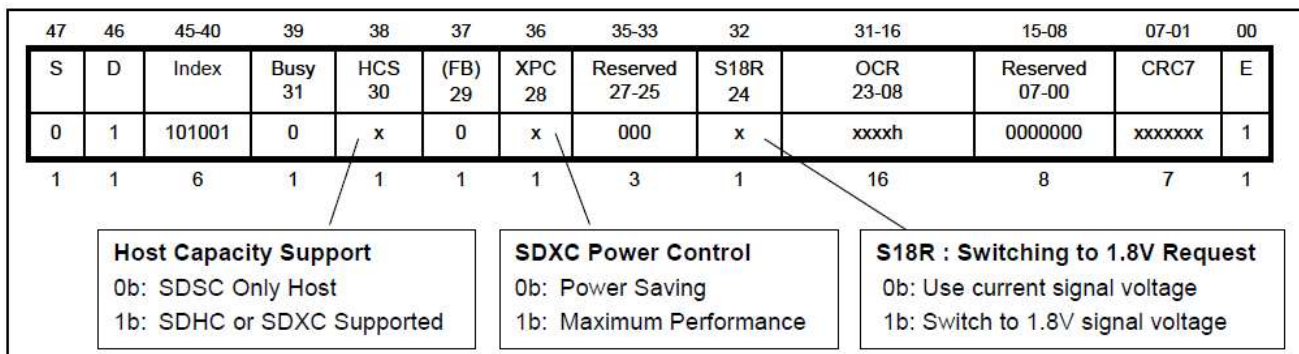 47 46 45-40 39 38 37 36 35-33 32 31-16 15-08 07-01 00
S D Index Busy HCS (FB) XPC Reserved S18R OCR Reserved CRC7 E
31 30 29 28 27-25 24 23-08 07-00
0 1 101001 0 x 0 x 000 x xxxxh 0000000 xxxxxxx 1
1 1 6 1 1 1 1 3 1 16 8 7 1
Host Capacity Support
0b: SDSC Only Host
1b: SDHC or SDXC Supported
SDXC Power Control
0b: Power Saving
1b: Maximum Performance
S18R : Switching to 1.8V Request
0b: Use current signal voltage
1b: Switch to 1.8V signal voltage